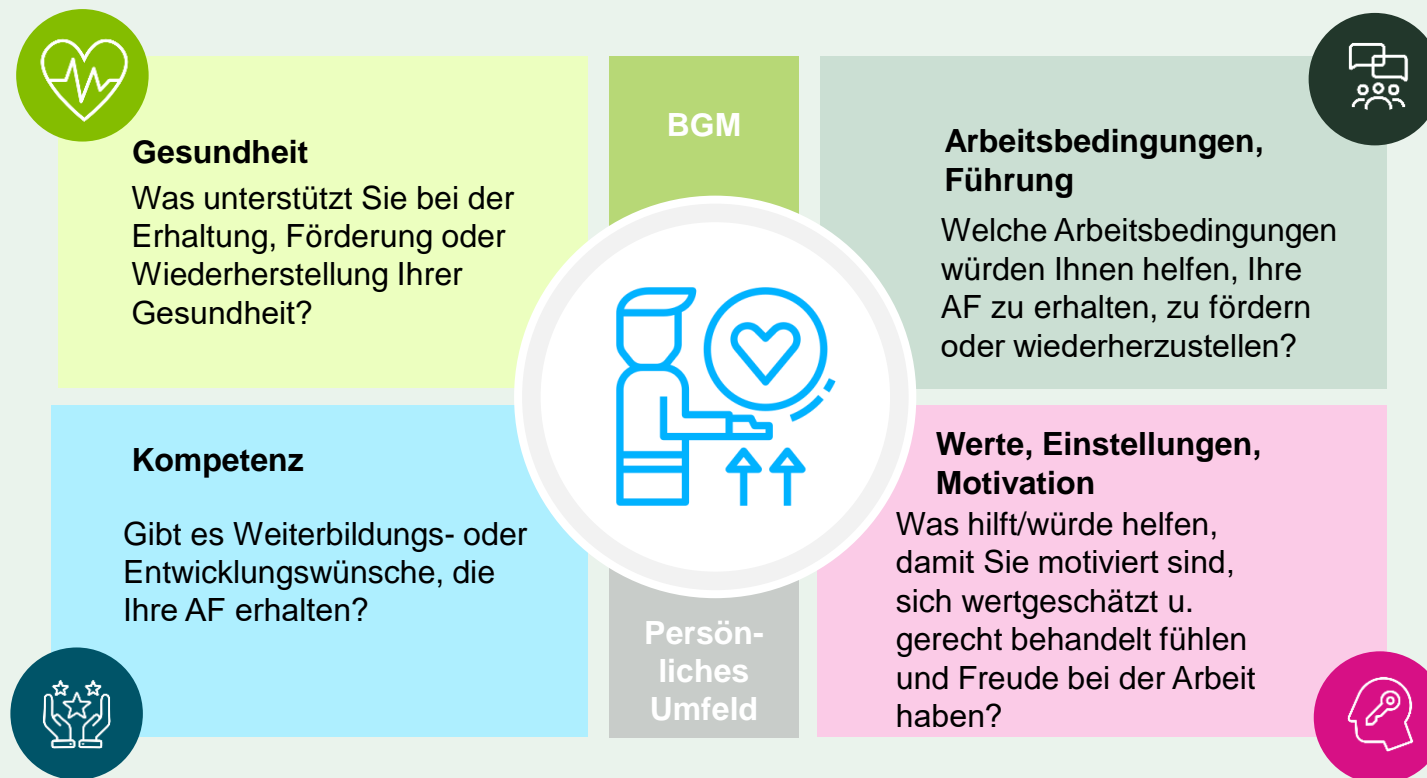 Gesundheit
Was unterstützt Sie bei der
Erhaltung, Förderung oder
Wiederherstellung Ihrer
Gesundheit?
BGM
Arbeitsbedingungen,
Führung
Welche Arbeitsbedingungen
würden Ihnen helfen, Ihre
AF zu erhalten, zu fördern
oder wiederherzustellen?
Kompetenz
Gibt es Weiterbildungs- oder
Entwicklungswünsche, die
Ihre AF erhalten?
Persön-
liches
Umfeld
Werte, Einstellungen,
Motivation
Was hilft/würde helfen,
damit Sie motiviert sind,
sich wertgeschätzt u.
gerecht behandelt fühlen
und Freude bei der Arbeit
haben?